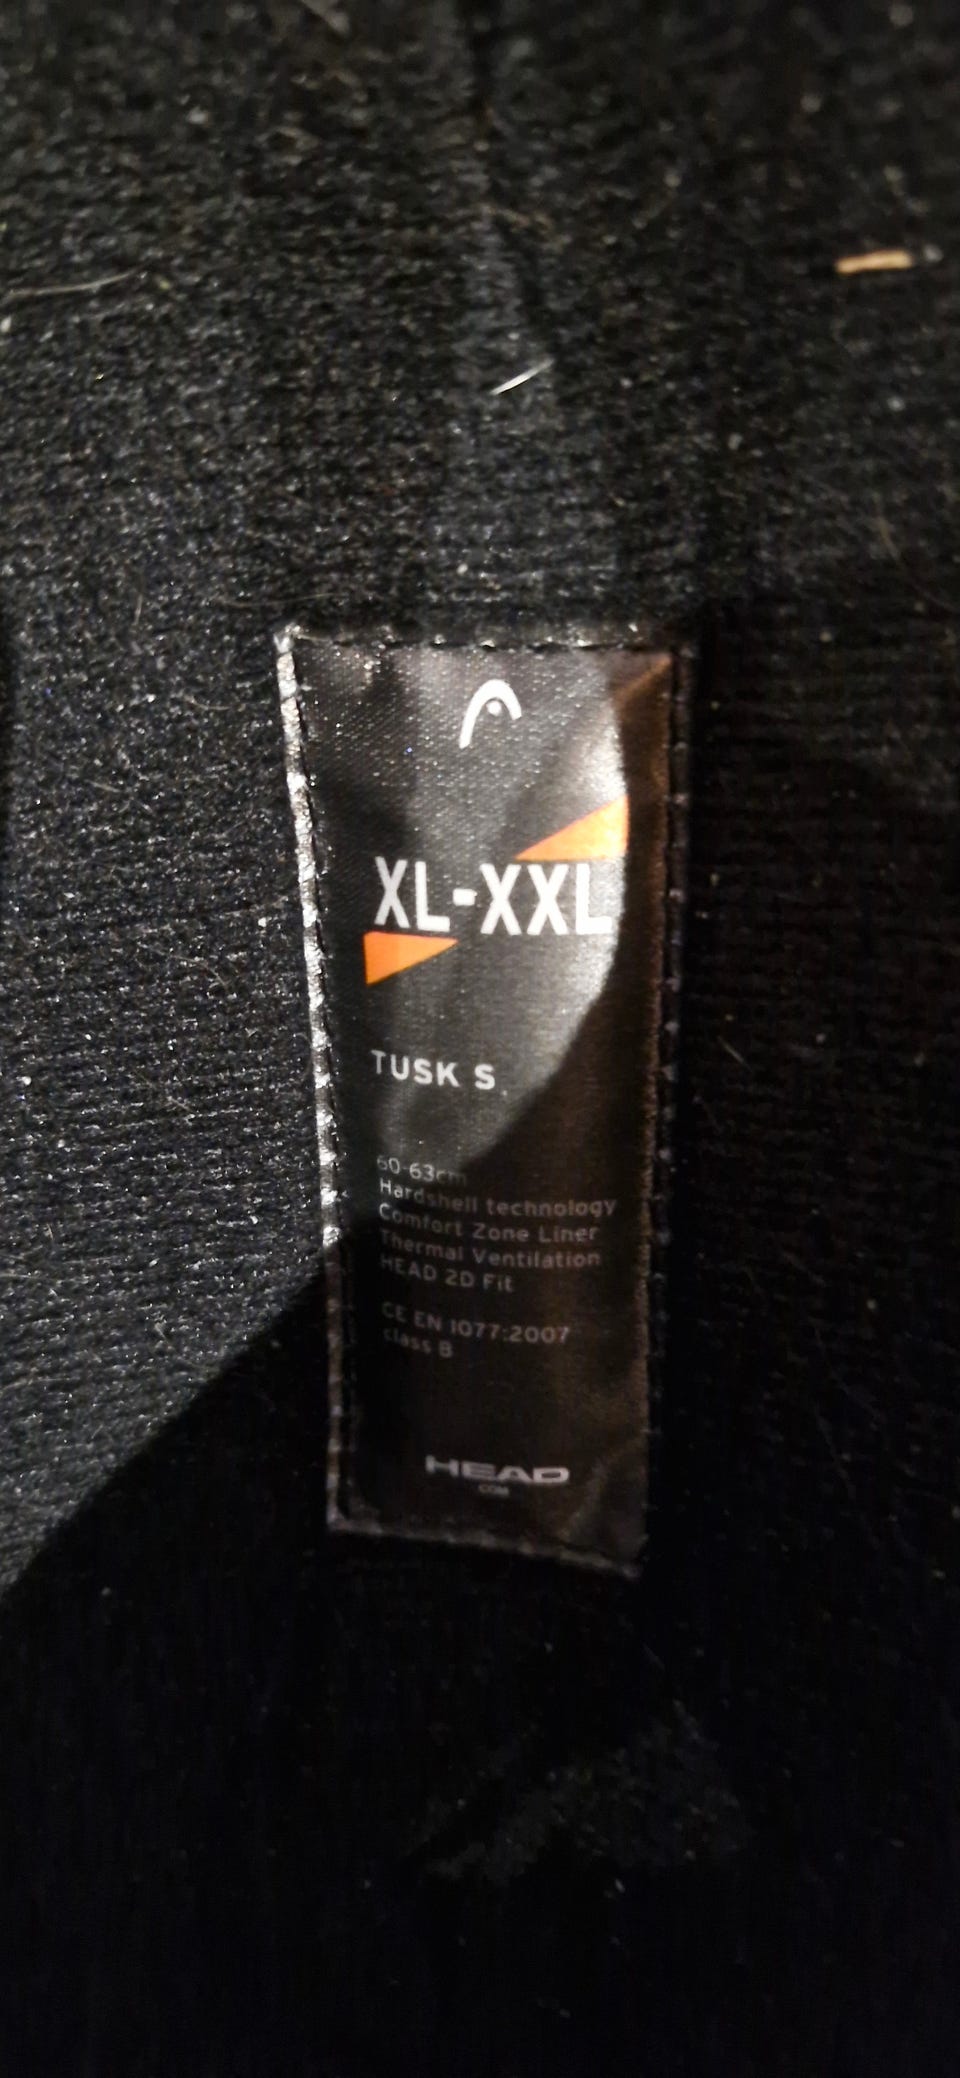 XL-XXL
TUSK S
60-63cm
Hardshell technology
Comfort Zone Liner
Thermal Ventilation
HEAD 2D Fit
CE EN 1077:2007
class B
HEAD
.COM